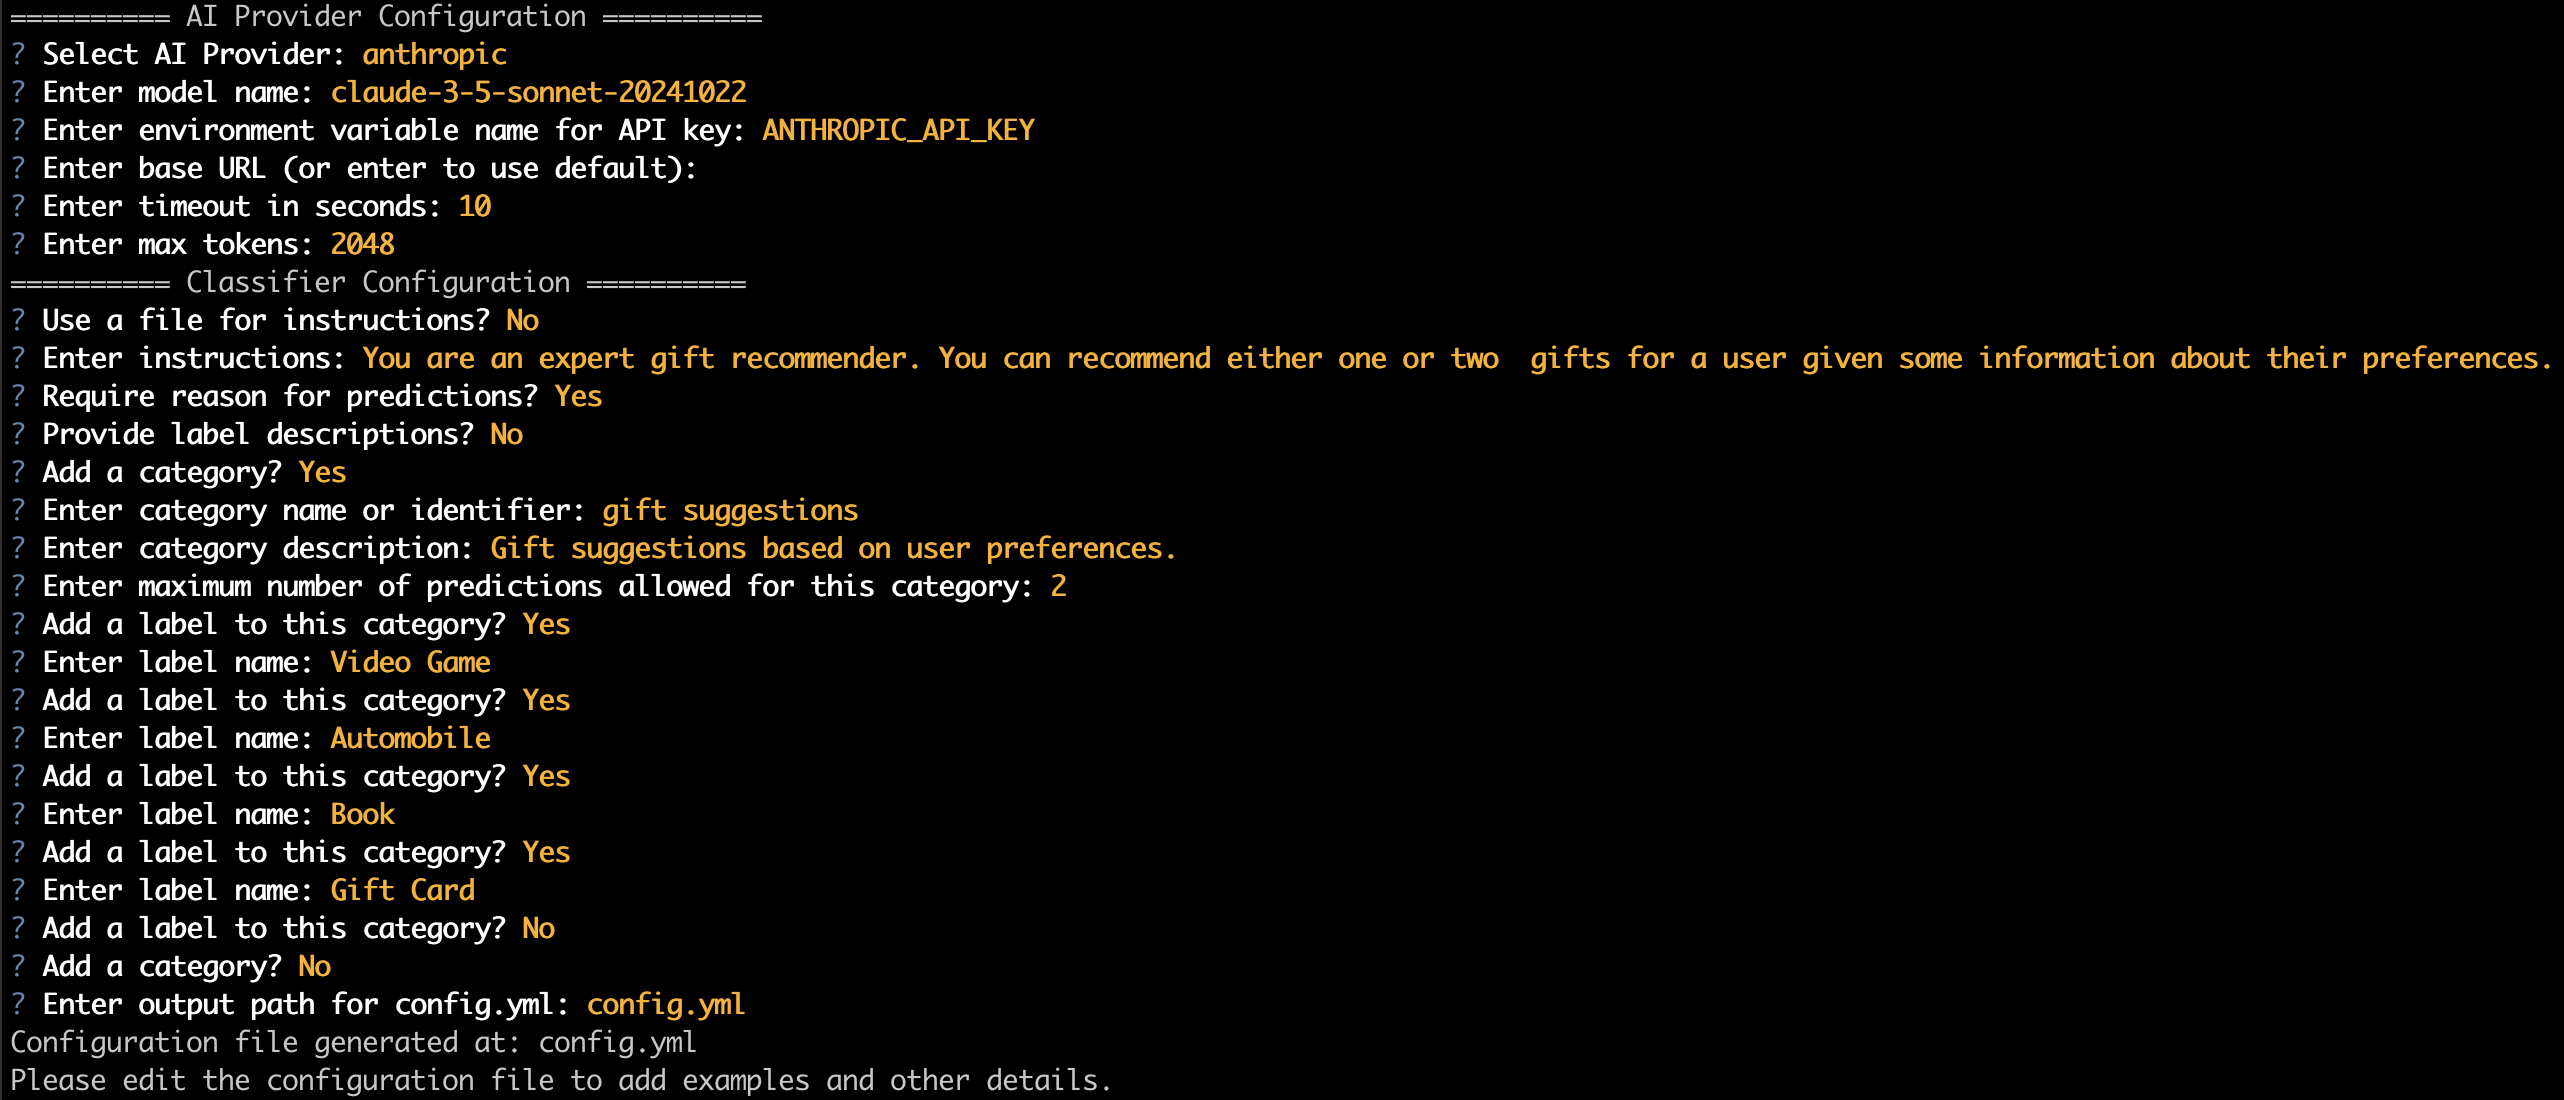 ========== AI Provider Configuration ==========
? Select AI Provider: anthropic
? Enter model name: claude-3-5-sonnet-20241022
? Enter environment variable name for API key: ANTHROPIC_API_KEY
? Enter base URL (or enter to use default):
? Enter timeout in seconds: 10
? Enter max tokens: 2048
========== Classifier Configuration ==========
? Use a file for instructions? No
? Enter instructions: You are an expert gift recommender. You can recommend either one or two  gifts for a user given some information about their preferences.
? Require reason for predictions? Yes
? Provide label descriptions? No
? Add a category? Yes
? Enter category name or identifier: gift suggestions
? Enter category description: Gift suggestions based on user preferences.
? Enter maximum number of predictions allowed for this category: 2
? Add a label to this category? Yes
? Enter label name: Video Game
? Add a label to this category? Yes
? Enter label name: Automobile
? Add a label to this category? Yes
? Enter label name: Book
? Add a label to this category? Yes
? Enter label name: Gift Card
? Add a label to this category? No
? Add a category? No
? Enter output path for config.yml: config.yml
Configuration file generated at: config.yml
Please edit the configuration file to add examples and other details.